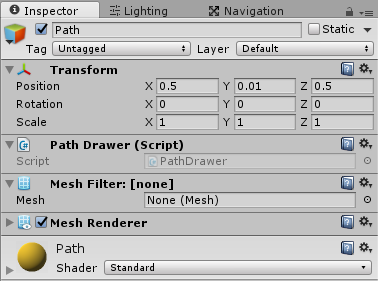 Inspector Lighting Navigation
Path Static
Tag Untagged Layer Default
Transform
Position X 0.5 Y 0.01 Z 0.5
Rotation X 0 Y 0 Z 0
Scale X 1 Y 1 Z 1
Path Drawer (Script)
Script PathDrawer
Mesh Filter: [none]
Mesh None (Mesh)
Mesh Renderer
Path
Shader Standard